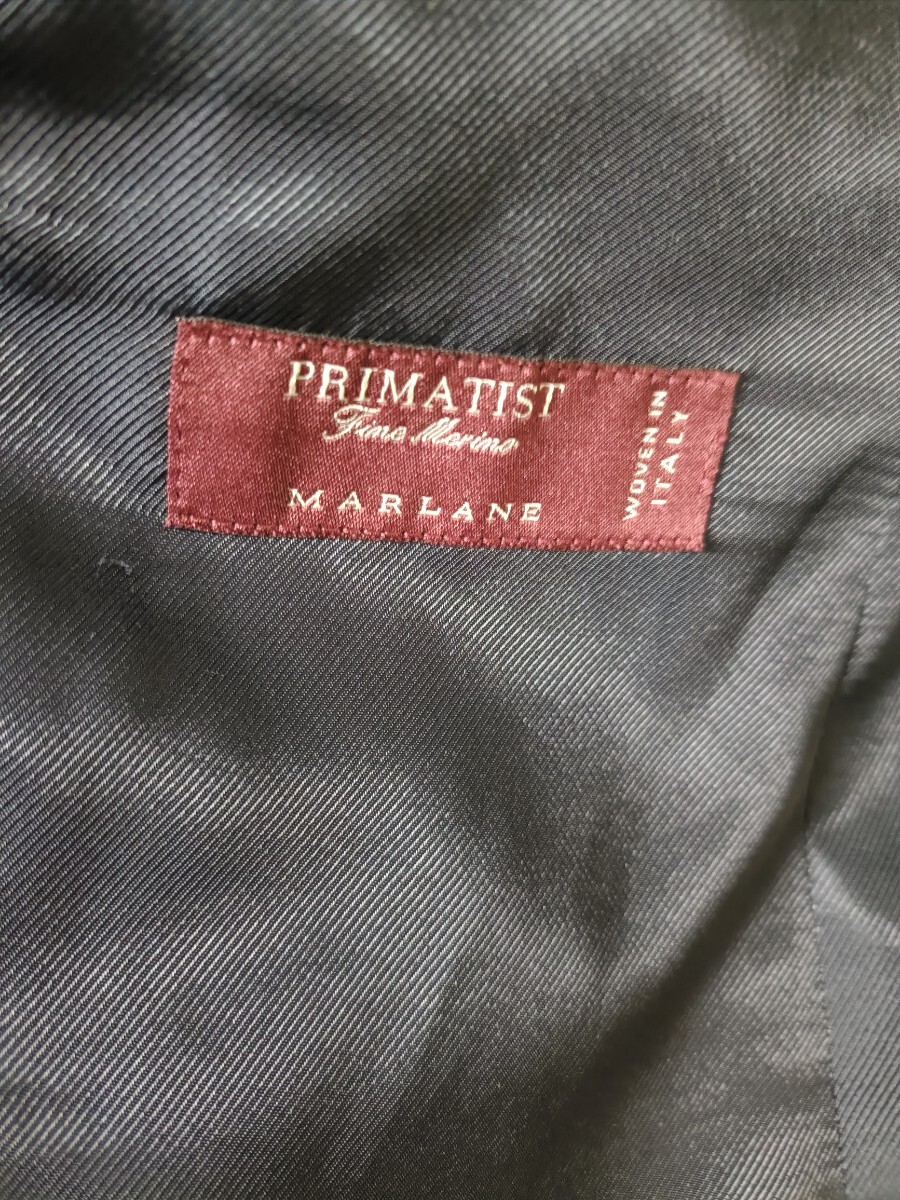 PRIMATIST
Fine Merino
MARLANE
WOVEN IN
ITALY